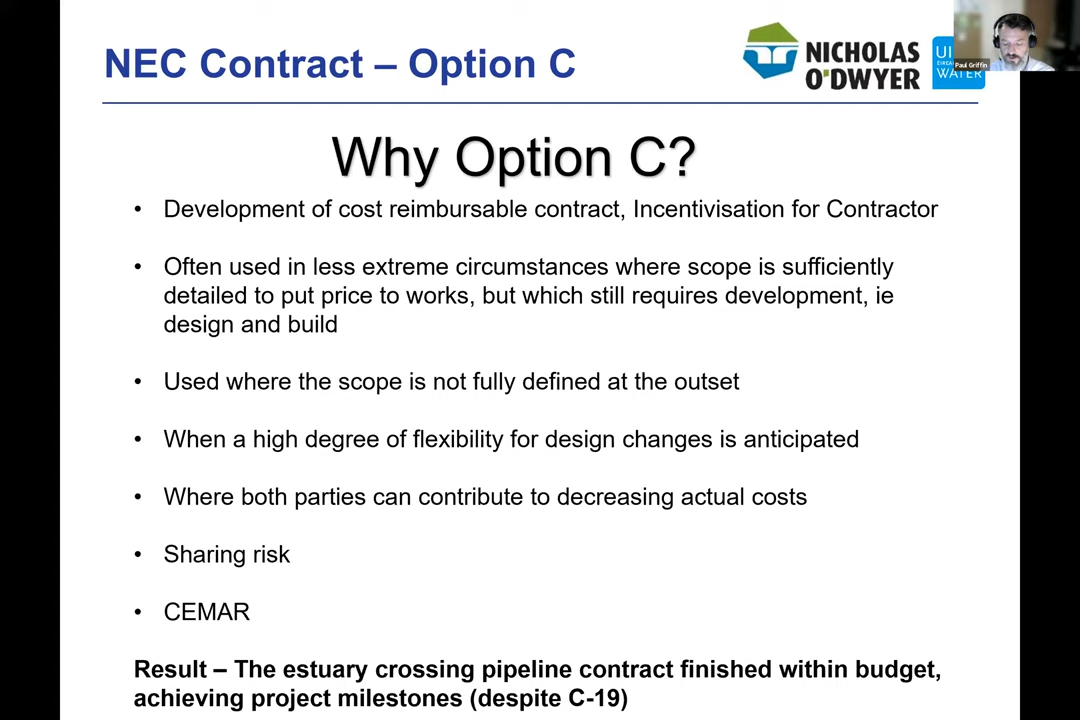 NEC Contract – Option C
NICHOLAS
O'DWYER
UI
WATER
Paul Griffin
Why Option C?
• Development of cost reimbursable contract, Incentivisation for Contractor
• Often used in less extreme circumstances where scope is sufficiently
detailed to put price to works, but which still requires development, ie
design and build
• Used where the scope is not fully defined at the outset
• When a high degree of flexibility for design changes is anticipated
• Where both parties can contribute to decreasing actual costs
• Sharing risk
• CEMAR
Result – The estuary crossing pipeline contract finished within budget,
achieving project milestones (despite C-19)